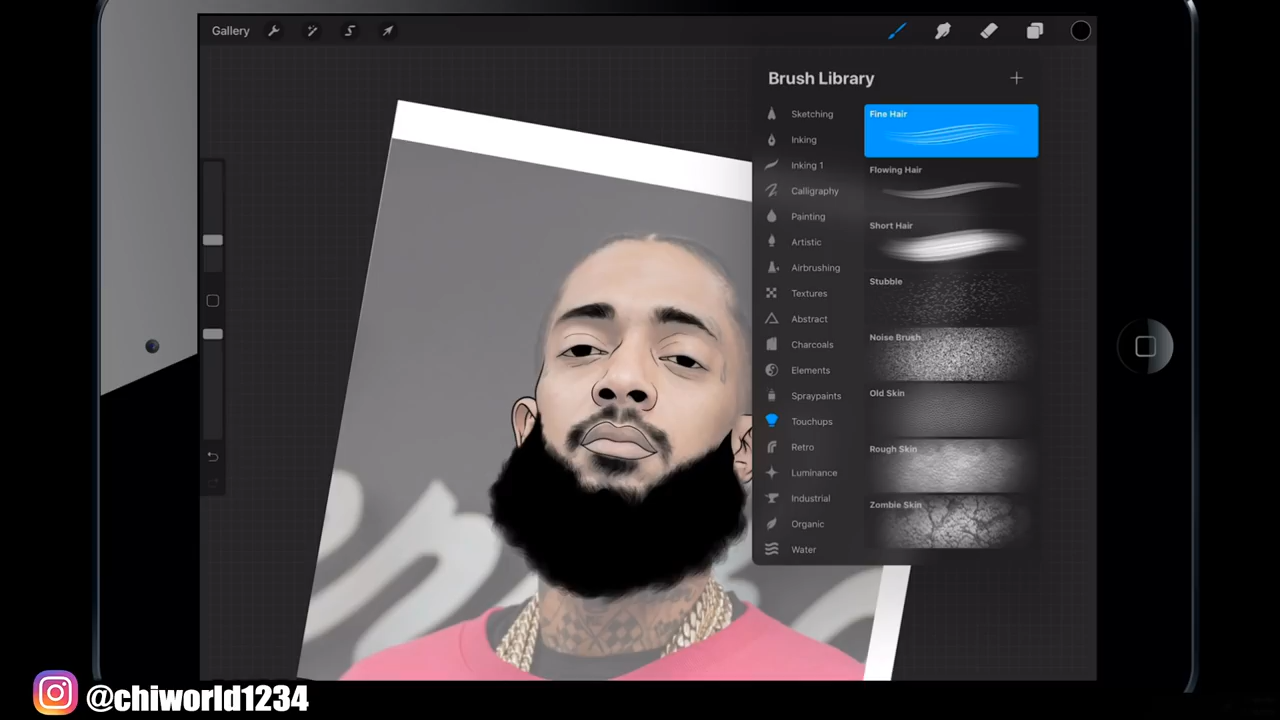 Gallery
Brush Library
Sketching
Inking
Inking 1
Calligraphy
Painting
Artistic
Airbrushing
Textures
Abstract
Charcoals
Elements
Spraypaints
Touchups
Retro
Luminance
Industrial
Organic
Water
Fine Hair
Flowing Hair
Short Hair
Stubble
Noise Brush
Old Skin
Rough Skin
Zombie Skin
@chiworld1234